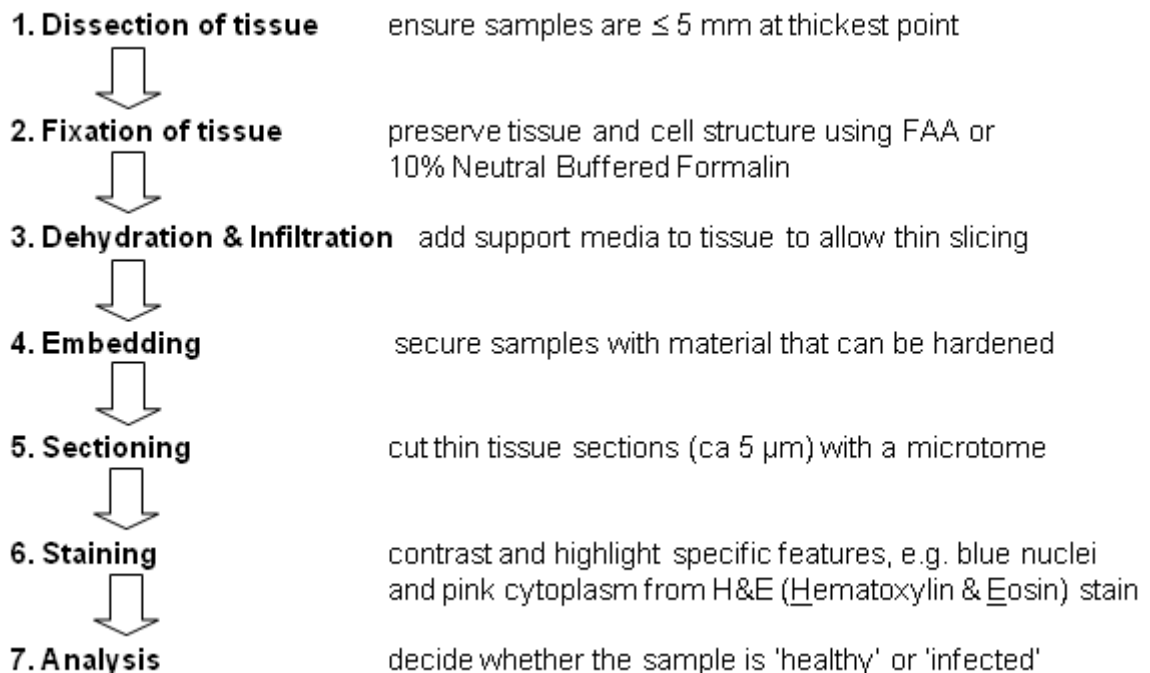 1. Dissection of tissue ensure samples are ≤ 5 mm at thickest point
2. Fixation of tissue preserve tissue and cell structure using FAA or
10% Neutral Buffered Formalin
3. Dehydration & Infiltration add support media to tissue to allow thin slicing
4. Embedding secure samples with material that can be hardened
5. Sectioning cut thin tissue sections (ca 5 µm) with a microtome
6. Staining contrast and highlight specific features, e.g. blue nuclei
and pink cytoplasm from H&E (Hematoxylin & Eosin) stain
7. Analysis decide whether the sample is 'healthy' or 'infected'